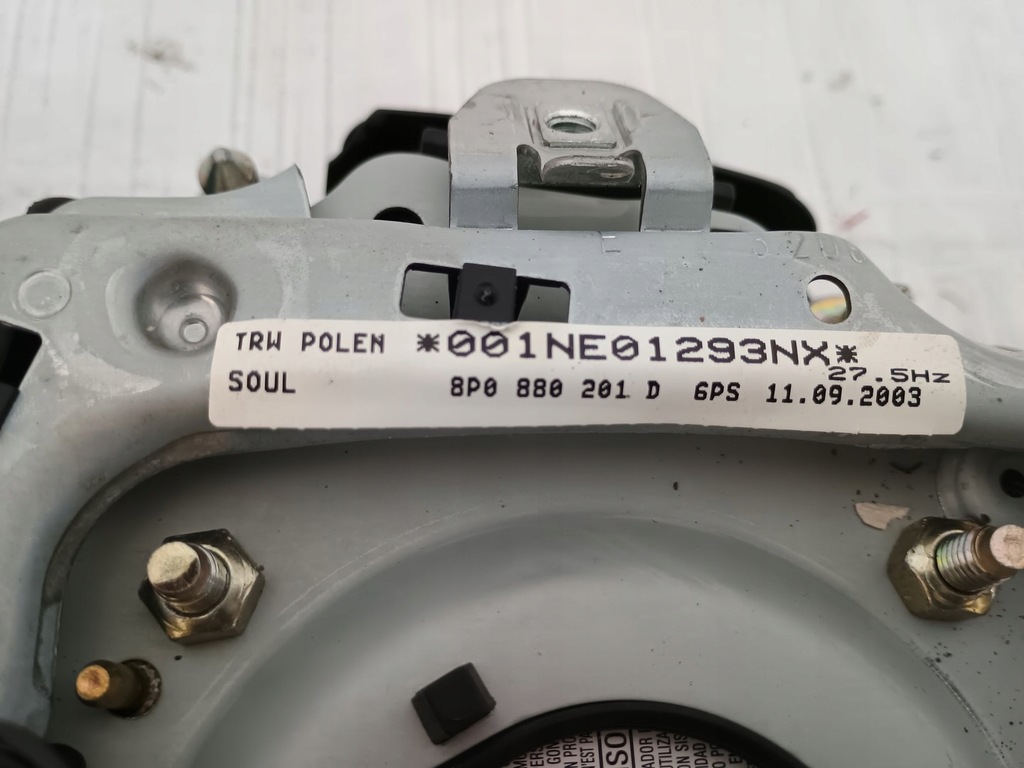 TRW POLEN *001NE01293NX*
27.5Hz
SOUL 8P0 880 201 D 6PS 11.09.2003